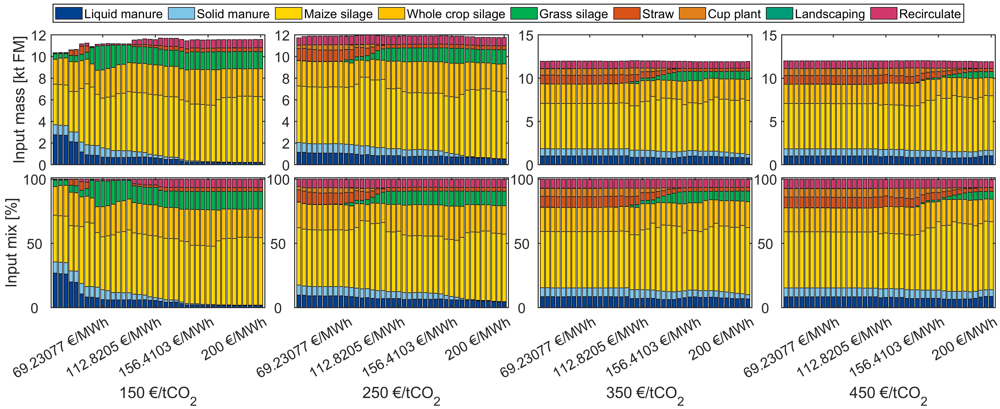 Liquid manure Solid manure Maize silage Whole crop silage Grass silage Straw Cup plant Landscaping Recirculate
Input mass [kt FM]
12
10
8
6
4
2
0
12
10
8
6
4
2
0
15
10
5
0
15
10
5
0
Input mix [%]
100
50
0
100
50
0
100
50
0
100
50
0
69.23077 €/MWh
112.8205 €/MWh
156.4103 €/MWh
200 €/MWh
69.23077 €/MWh
112.8205 €/MWh
156.4103 €/MWh
200 €/MWh
69.23077 €/MWh
112.8205 €/MWh
156.4103 €/MWh
200 €/MWh
69.23077 €/MWh
112.8205 €/MWh
156.4103 €/MWh
200 €/MWh
150 €/tCO2
250 €/tCO2
350 €/tCO2
450 €/tCO2